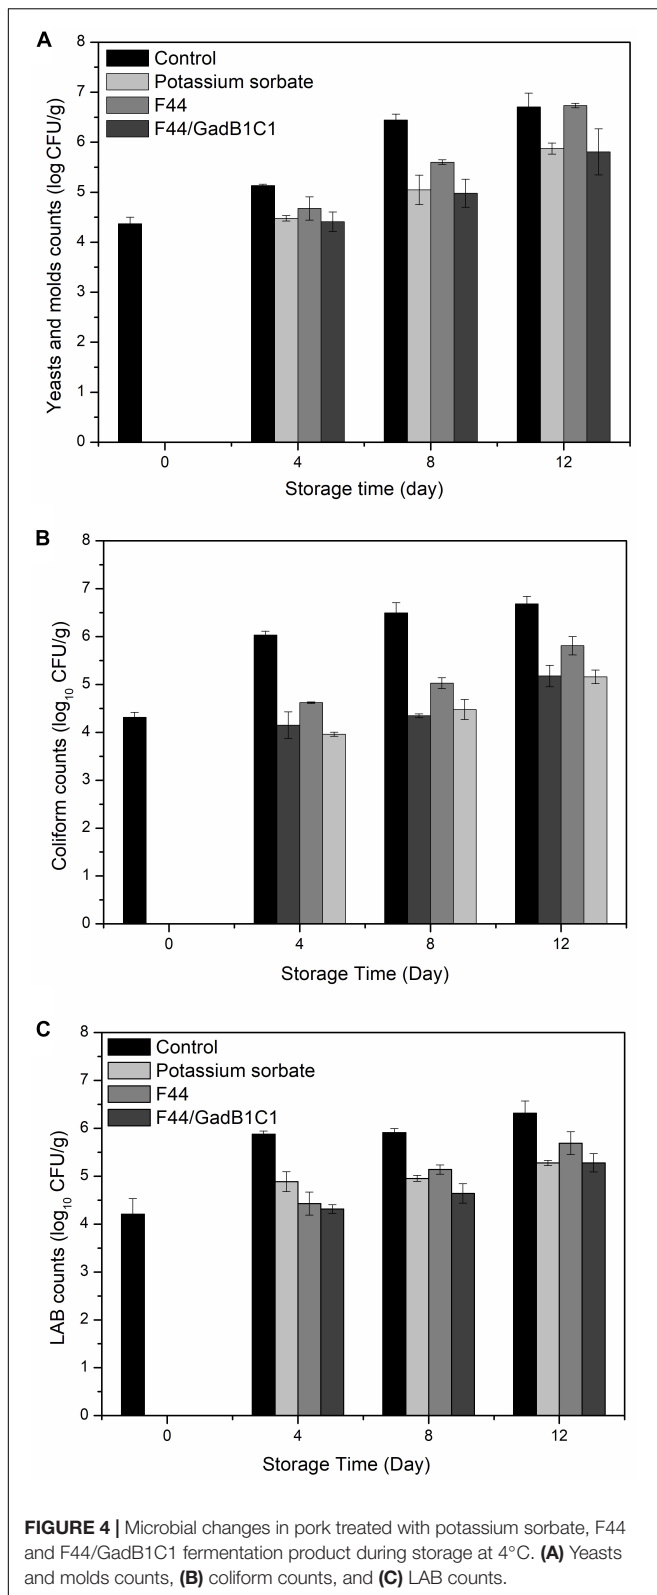 A
Control
Potassium sorbate
F44
F44/GadB1C1
Yeasts and molds counts (log CFU/g)
8
7
6
5
4
3
2
1
0
0 4 8 12
Storage time (day)
B
Coliform counts (log10 CFU/g)
8
7
6
5
4
3
2
1
0
0 4 8 12
Storage Time (Day)
C
Control
Potassium sorbate
F44
F44/GadB1C1
LAB counts (log10 CFU/g)
8
7
6
5
4
3
2
1
0
0 4 8 12
Storage Time (Day)
FIGURE 4 | Microbial changes in pork treated with potassium sorbate, F44
and F44/GadB1C1 fermentation product during storage at 4°C. (A) Yeasts
and molds counts, (B) coliform counts, and (C) LAB counts.